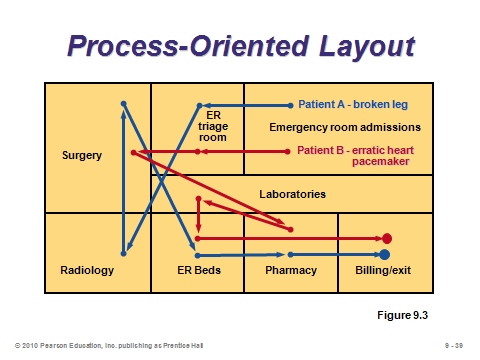 Process-Oriented Layout
Patient A - broken leg
ER
triage
room
Emergency room admissions
Patient B - erratic heart
pacemaker
Surgery
Laboratories
Radiology
ER Beds
Pharmacy
Billing/exit
Figure 9.3
© 2010 Pearson Education, Inc. publishing as Prentice Hall
9 - 39